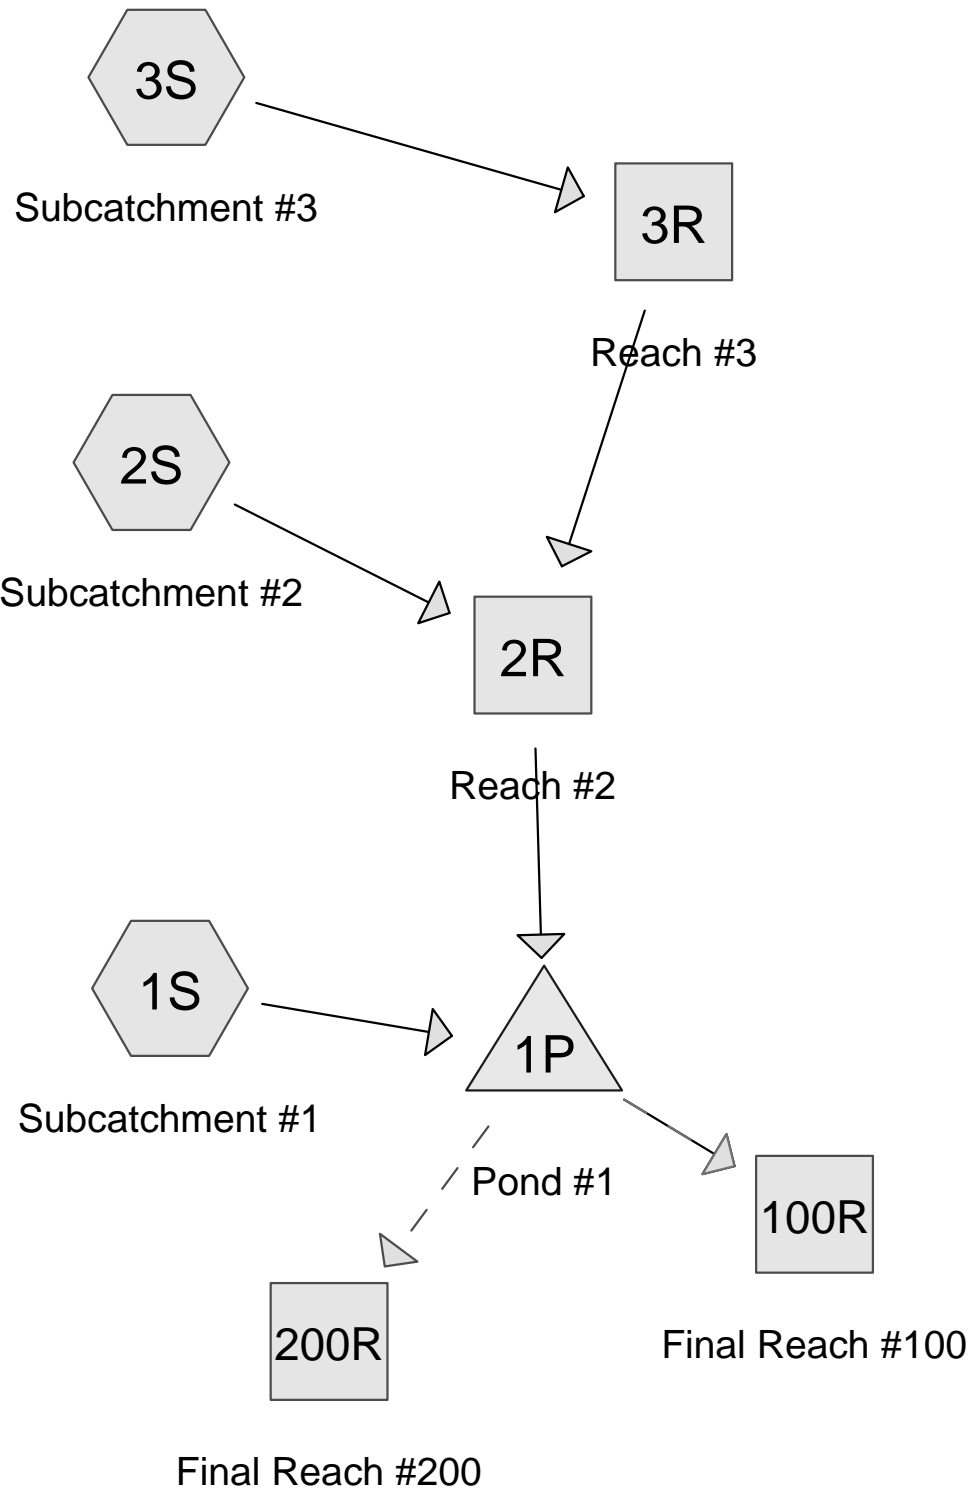 3S
Subcatchment #3
3R
Reach #3
2S
Subcatchment #2
2R
Reach #2
1S
Subcatchment #1
1P
Pond #1
100R
Final Reach #100
200R
Final Reach #200